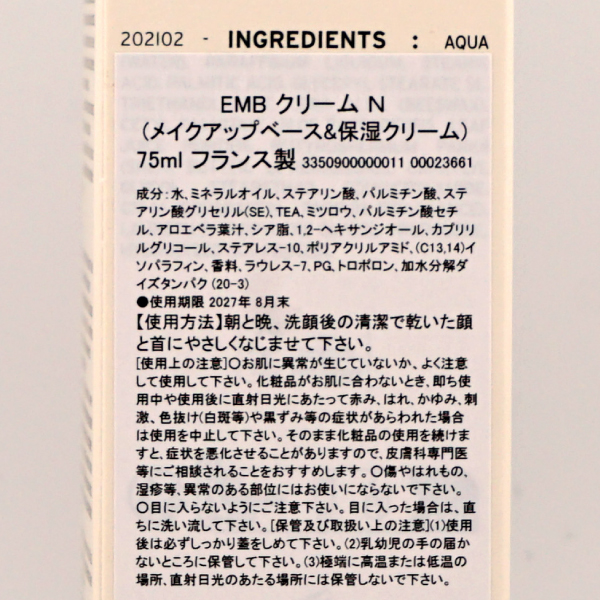 202102 - INGREDIENTS : AQUA
EMB クリーム N
(メイクアップベース&保湿クリーム)
75ml フランス製 3350900000011 00023661
成分:水、ミネラルオイル、ステアリン酸、パルミチン酸、ステ
アリン酸グリセリル(SE)、TEA、ミツロウ、パルミチン酸セチ
ル、アロエベラ葉汁、シア脂、1,2-ヘキサンジオール、カプリリ
ルグリコール、ステアレス-10、ポリアクリルアミド、(C13,14)イ
ソパラフィン、香料、ラウレス-7、PG、トロポロン、加水分解ダ
イズタンパク (20-3)
●使用期限 2027年 8月末
【使用方法】朝と晩、洗顔後の清潔で乾いた顔
と首にやさしくなじませて下さい。
[使用上の注意]〇お肌に異常が生じていないか、よく注意
して使用して下さい。化粧品がお肌に合わないとき、即ち使
用中や使用後に直射日光にあたって赤み、はれ、かゆみ、刺
激、色抜け(白斑等)や黒ずみ等の症状があらわれた場合
は使用を中止して下さい。そのまま化粧品の使用を続けま
すと、症状を悪化させることがありますので、皮膚科専門医
等にご相談されることをおすすめします。〇傷やはれもの、
湿疹等、異常のある部位にはお使いにならないで下さい。
〇目に入らないようにご注意下さい。目に入った場合は、直
ちに洗い流して下さい。[保管及び取扱い上の注意](1)使用
後は必ずしっかり蓋をしめて下さい。(2)乳幼児の手の届か
ないところに保管して下さい。(3)極端に高温または低温の
場所、直射日光のあたる場所には保管しないで下さい。